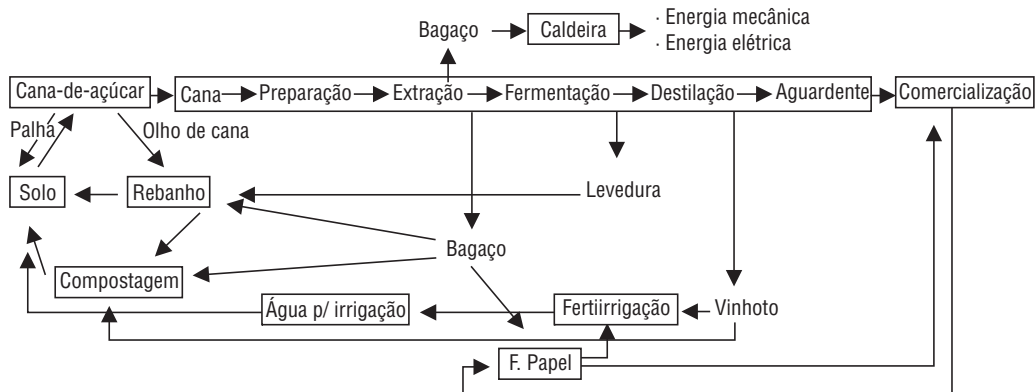 · Energia mecânica
Bagaço
Caldeira
· Energia elétrica
Cana-de-açúcar
Cana
Preparação
Extração
Fermentação
Destilação
Aguardente
Comercialização
Palha
Olho de cana
Solo
Rebanho
Levedura
Bagaço
Compostagem
Água p/ irrigação
Fertiirrigação
Vinhoto
F. Papel